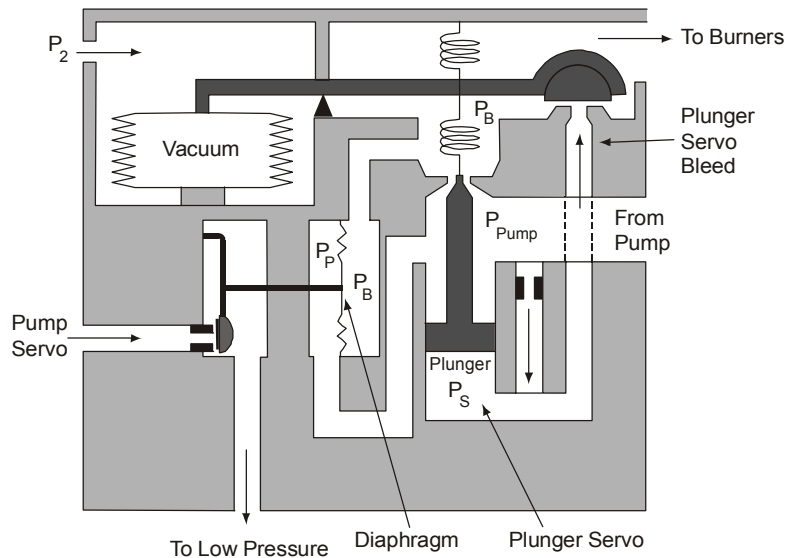 P2
To Burners
PB
Plunger
Servo
Bleed
Vacuum
PPump
From
Pump
PP
PB
Pump
Servo
Plunger
PS
To Low Pressure
Diaphragm
Plunger Servo